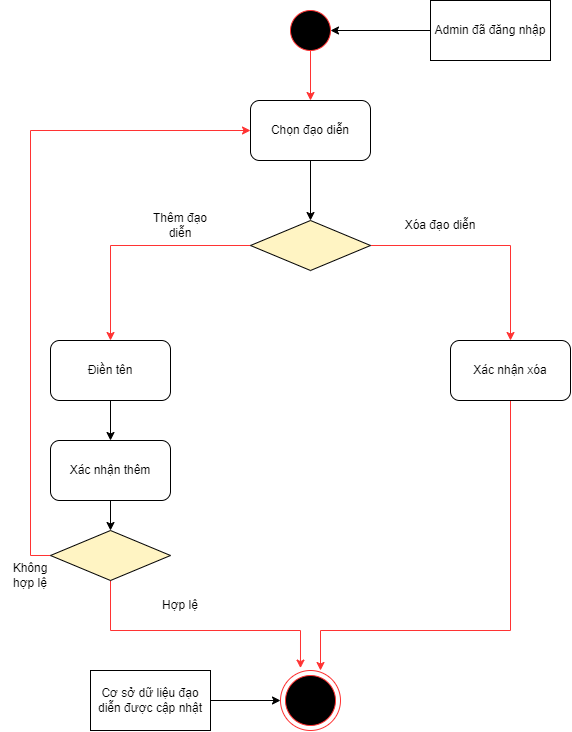 Admin đã đăng nhập
Chọn đạo diễn
Thêm đạo
diễn
Xóa đạo diễn
Điền tên
Xác nhận xóa
Xác nhận thêm
Không
hợp lệ
Hợp lệ
Cơ sở dữ liệu đạo
diễn được cập nhật